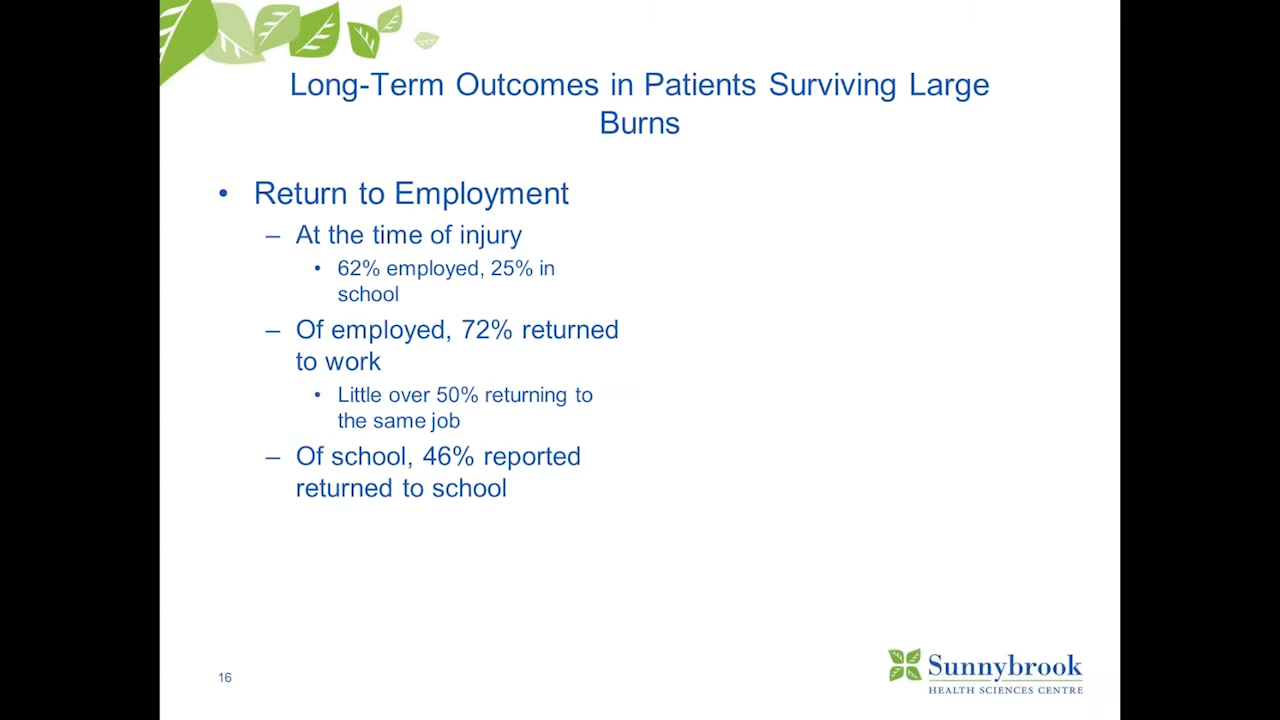 Long-Term Outcomes in Patients Surviving Large
Burns
• Return to Employment
– At the time of injury
• 62% employed, 25% in
school
– Of employed, 72% returned
to work
• Little over 50% returning to
the same job
– Of school, 46% reported
returned to school
16
Sunnybrook
HEALTH SCIENCES CENTRE